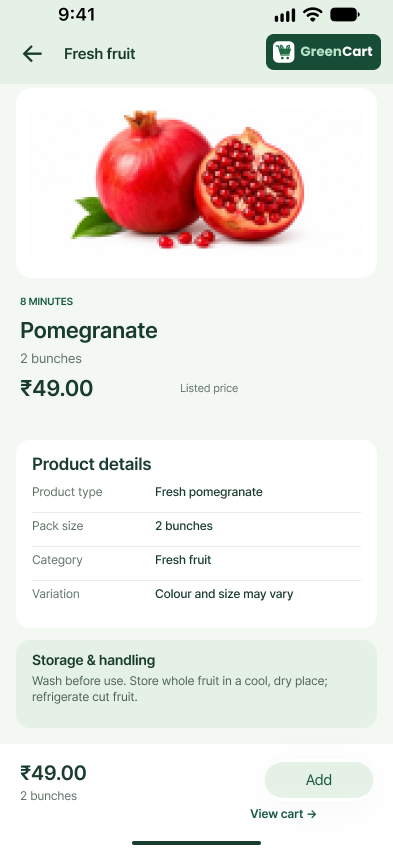 9:41
Fresh fruit
GreenCart
8 MINUTES
Pomegranate
2 bunches
₹49.00 Listed price
Product details
Product type Fresh pomegranate
Pack size 2 bunches
Category Fresh fruit
Variation Colour and size may vary
Storage & handling
Wash before use. Store whole fruit in a cool, dry place;
refrigerate cut fruit.
₹49.00
2 bunches
Add
View cart →